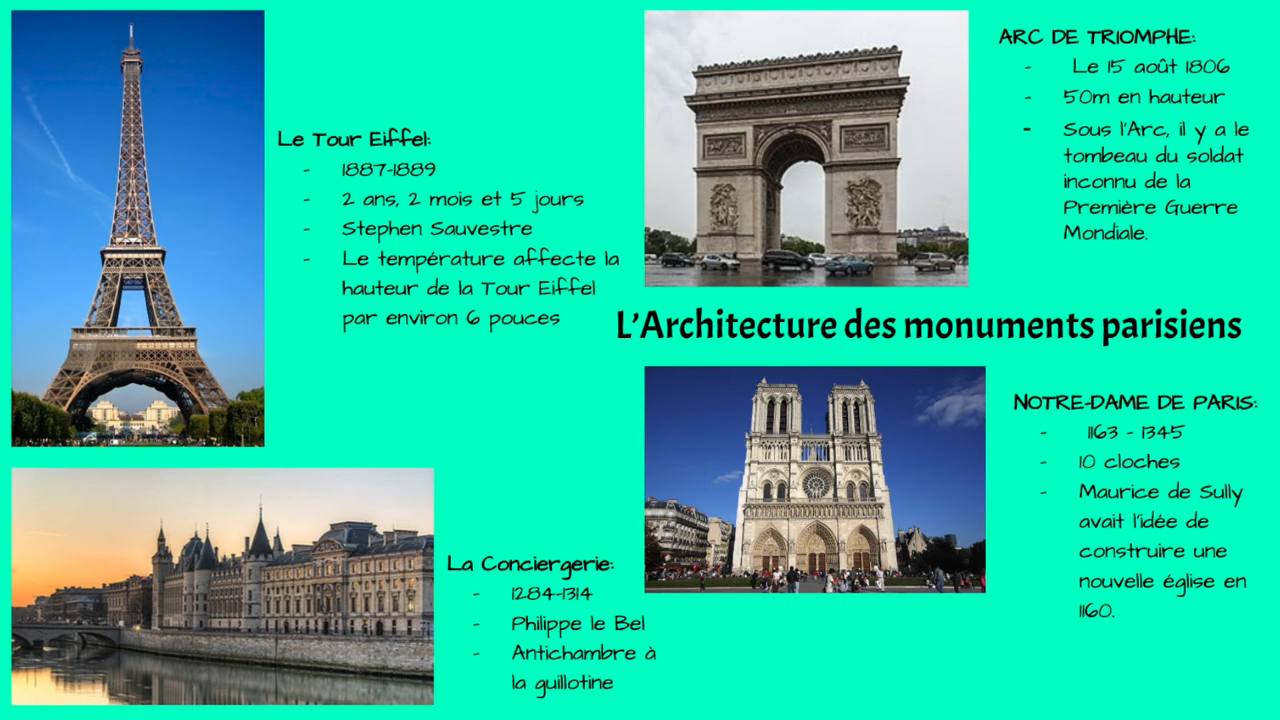 Le Tour Eiffel:
- 1887-1889
- 2 ans, 2 mois et 5 jours
- Stephen Sauvestre
- Le température affecte la
hauteur de la Tour Eiffel
par environ 6 pouces
ARC DE TRIOMPHE:
- Le 15 août 1806
- 50m en hauteur
- Sous l'Arc, il y a le
tombeau du soldat
inconnu de la
Première Guerre
Mondiale.
L'Architecture des monuments parisiens
La Conciergerie:
- 1284-1314
- Philippe le Bel
- Antichambre à
la guillotine
NOTRE-DAME DE PARIS:
- 1163 - 1345
- 10 cloches
- Maurice de Sully
avait l'idée de
construire une
nouvelle église en
1160.